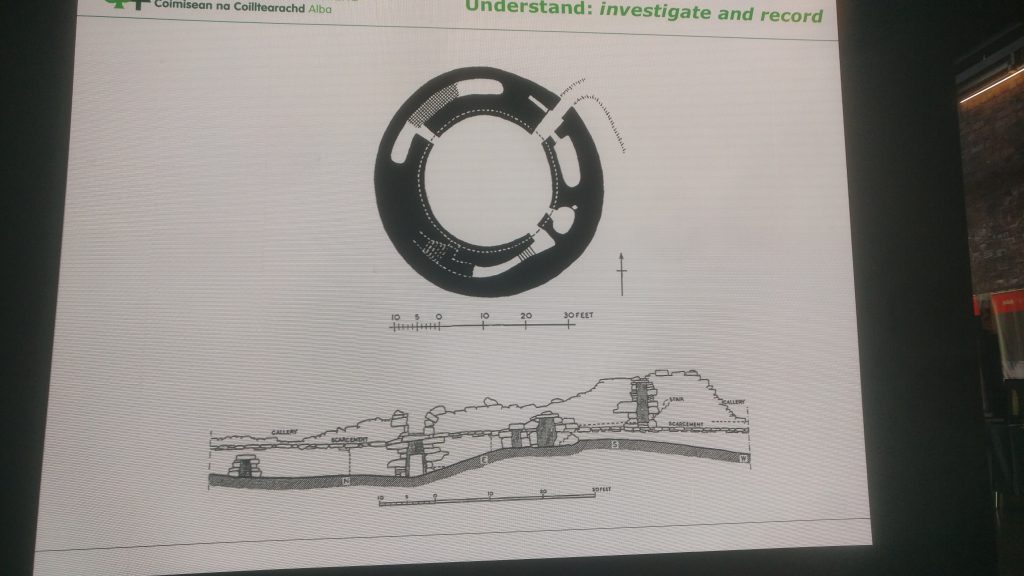 Coimisean na Coilltearachd Alba
Understand: investigate and record
10 5 0 10 20 30 FEET
GALLERY
SCARCEMENT
STAIR
GALLERY
SCARCEMENT
N
E
S
W
10 5 0 10 20 30 FEET